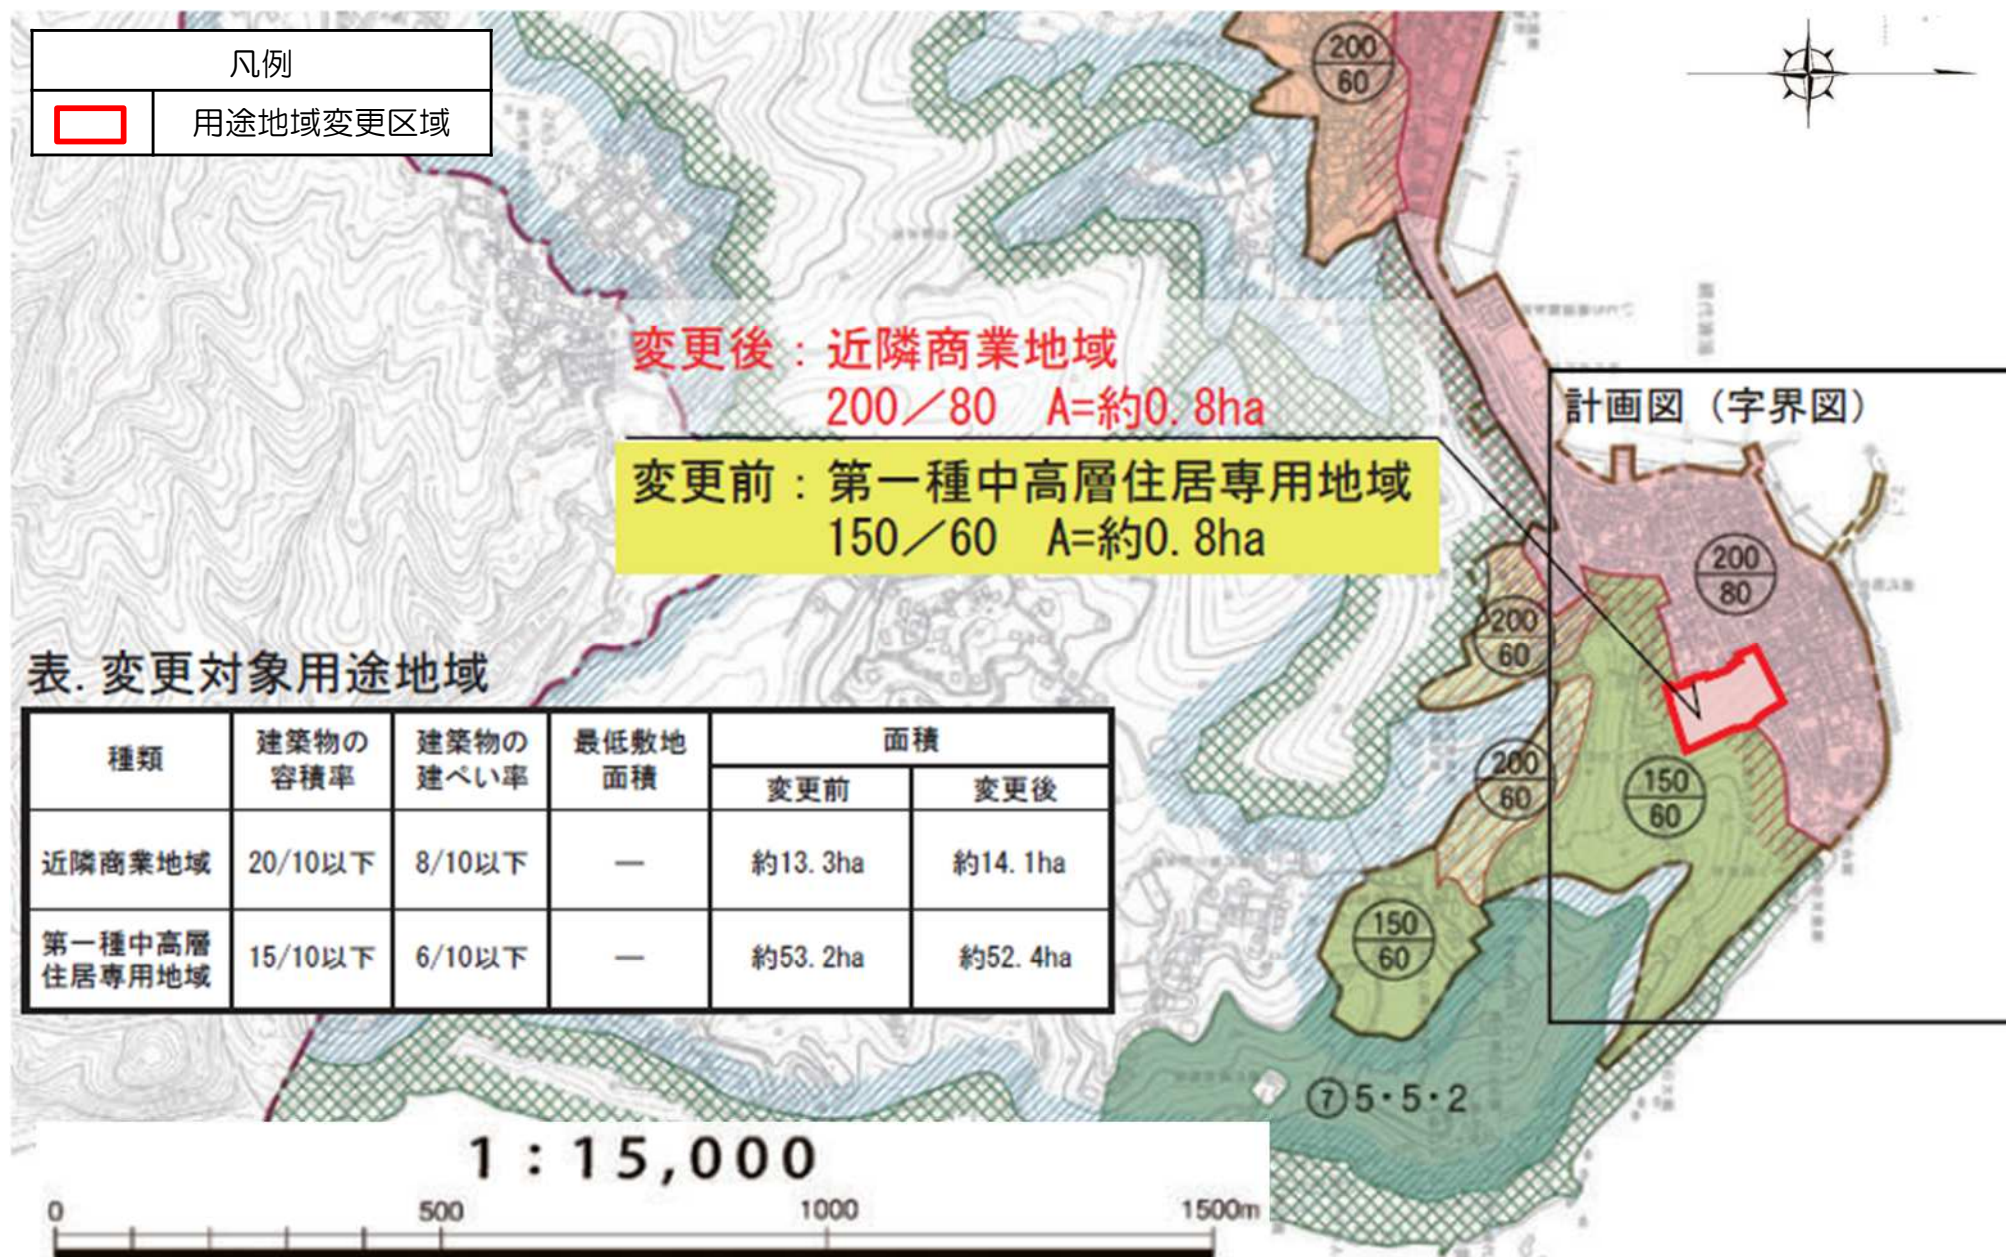 凡例
用途地域変更区域
200
60
変更後：近隣商業地域
200／80　A=約0.8ha
変更前：第一種中高層住居専用地域
150／60　A=約0.8ha
計画図（字界図）
200
80
200
60
200
60
150
60
150
60
⑦5・5・2
表.変更対象用途地域
種類
建築物の
容積率
建築物の
建ぺい率
最低敷地
面積
面積
変更前
変更後
近隣商業地域
20/10以下
8/10以下
―
約13.3ha
約14.1ha
第一種中高層
住居専用地域
15/10以下
6/10以下
―
約53.2ha
約52.4ha
1：15,000
0
500
1000
1500m